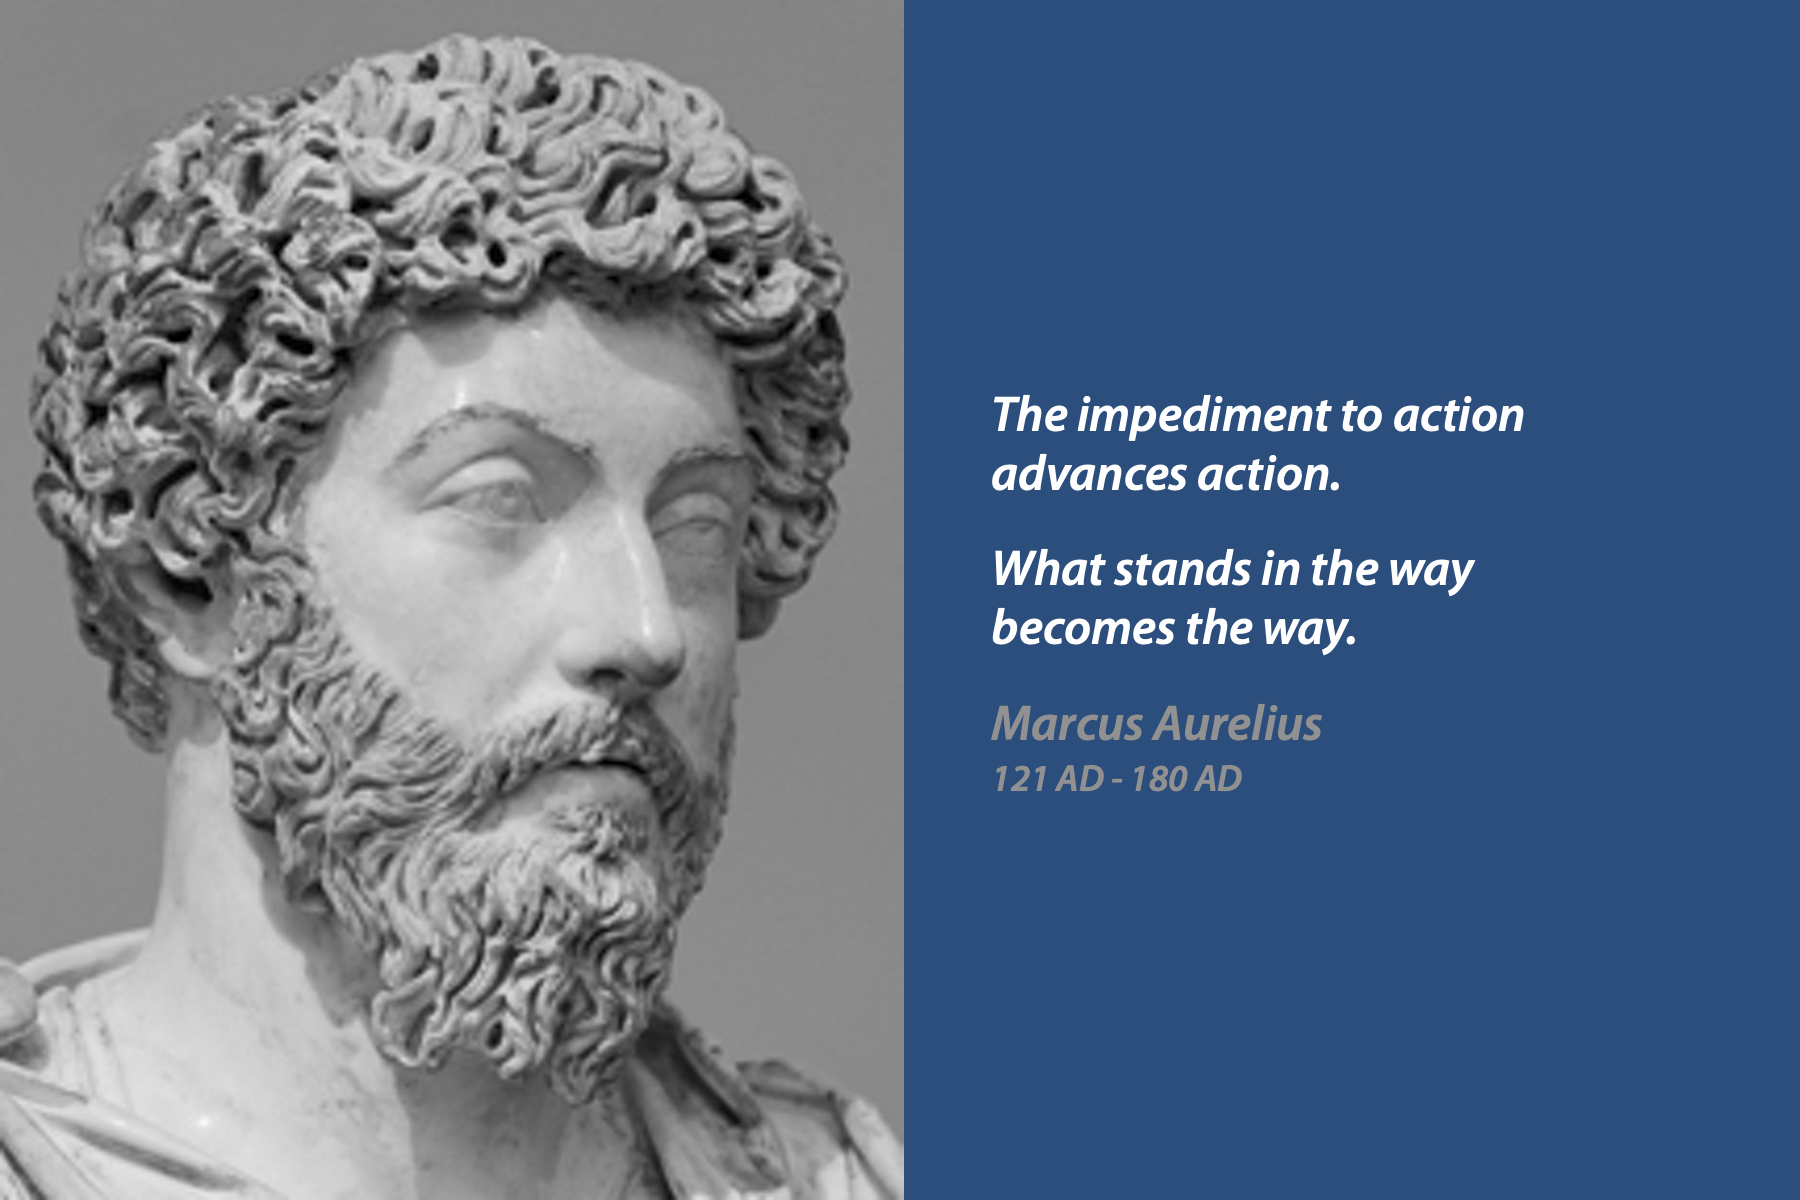 The impediment to action
advances action.
What stands in the way
becomes the way.
Marcus Aurelius
121 AD - 180 AD